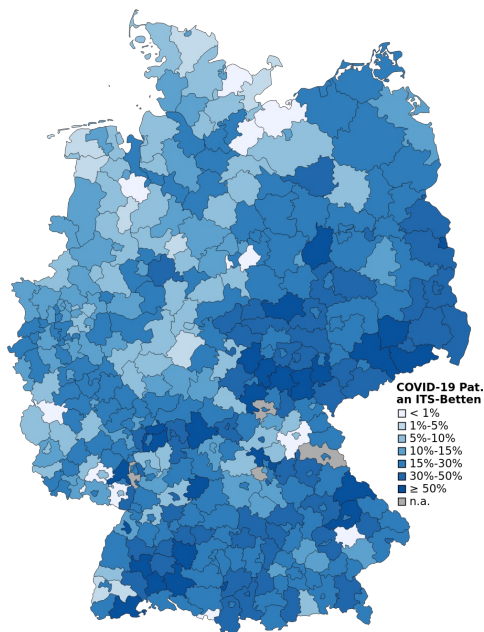 COVID-19 Pat.
an ITS-Betten
< 1%
1%-5%
5%-10%
10%-15%
15%-30%
30%-50%
≥ 50%
n.a.